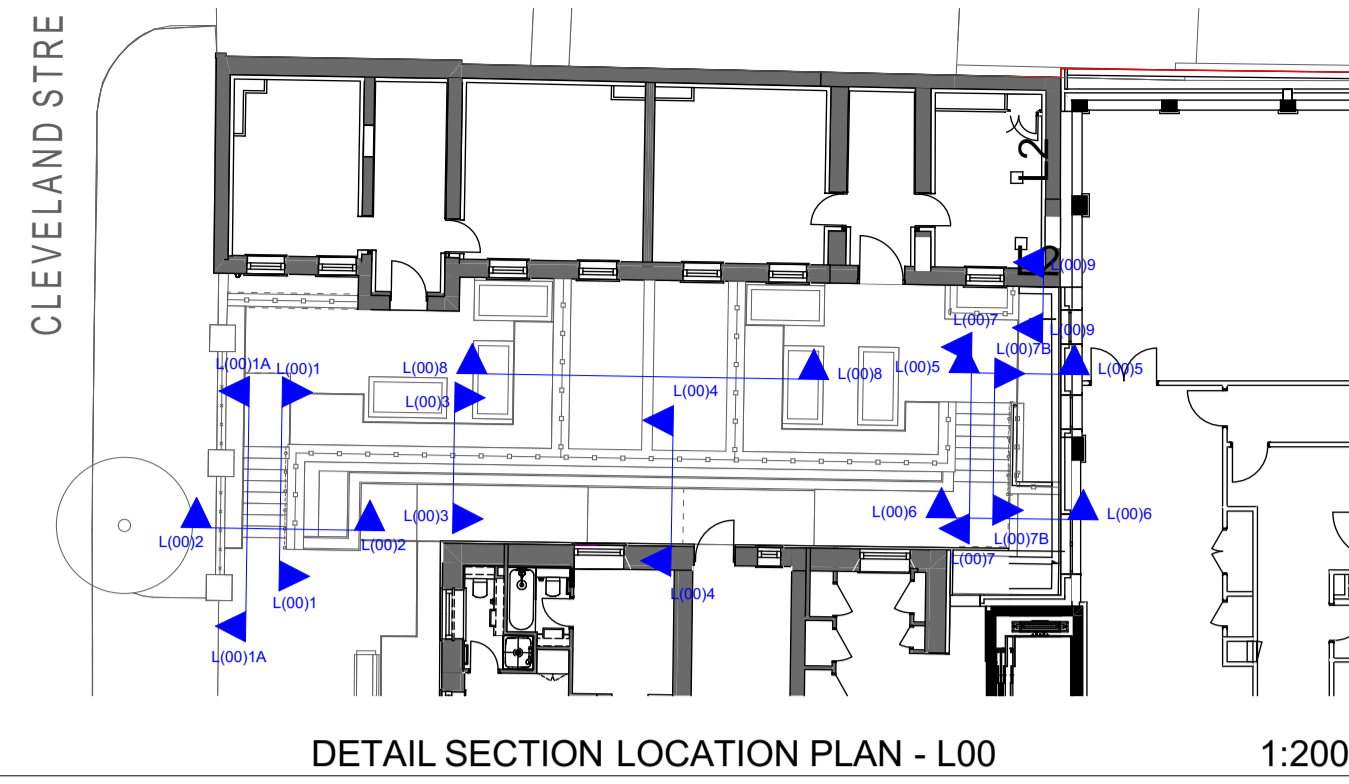 CLEVELAND STRE
L2
L2
L(00)9
L(00)9
L(00)7
L(00)7B
L(00)1A
L(00)1
L(00)8
L(00)8
L(00)5
L(00)5
L(00)4
L(00)3
L(00)3
L(00)6
L(00)6
L(00)2
L(00)2
L(00)7B
L(00)7
L(00)4
L(00)1
L(00)1A
DETAIL SECTION LOCATION PLAN - L00
1:200